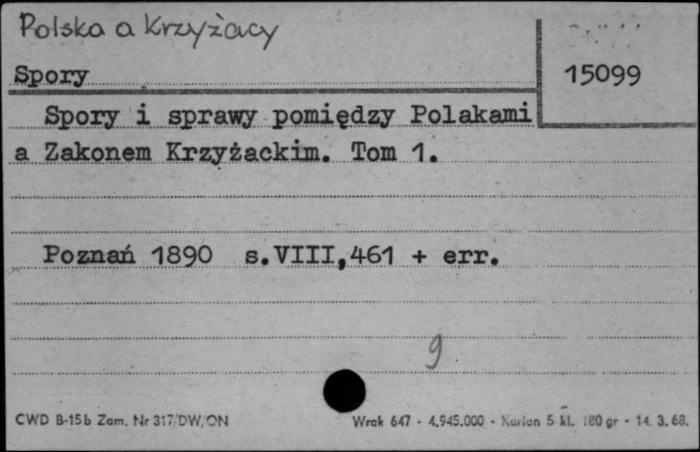 Polska a Krzyżacy
Spory
15099
Spory i sprawy pomiędzy Polakami
a Zakonem Krzyżackim. Tom 1.
Poznań 1890 s.VIII,461 + err.
9
CWD B-15b Zam. Nr 317/DW/ON
Wrak 647 - 4.945.000 - Karton 5 kl. 180 gr - 14. 3. 68.